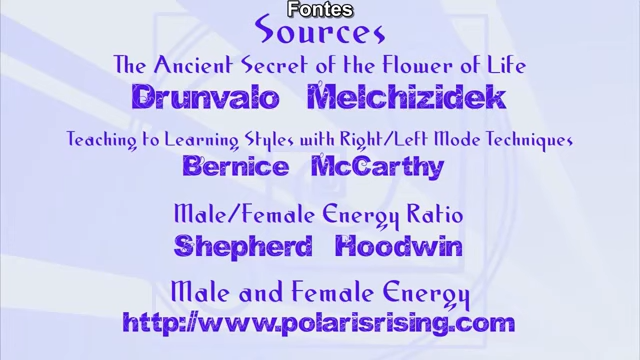 Fontes
Sources
The Ancient Secret of the Flower of Life
Drunvalo Melchizidek
Teaching to Learning Styles with Right/Left Mode Techniques
Bernice McCarthy
Male/Female Energy Ratio
Shepherd Hoodwin
Male and Female Energy
http://www.polarisrising.com